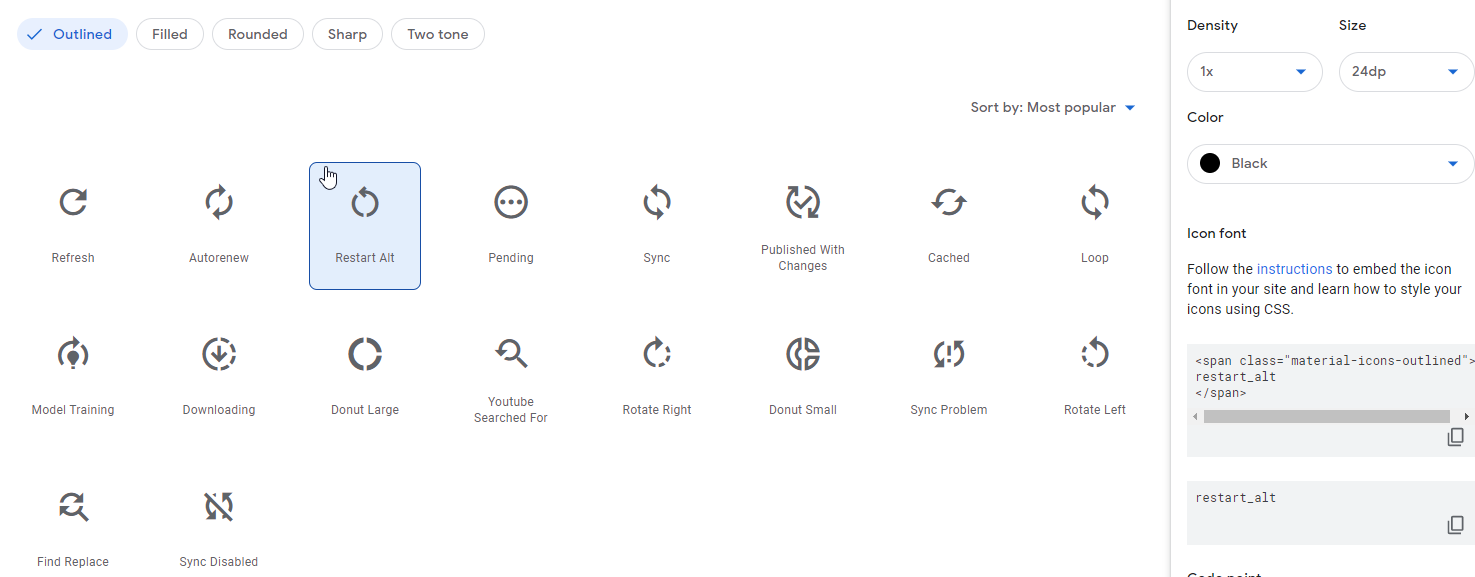 Outlined
Filled
Rounded
Sharp
Two tone
Sort by: Most popular
Refresh
Autorenew
Restart Alt
Pending
Sync
Published With
Changes
Cached
Loop
Model Training
Downloading
Donut Large
Youtube
Searched For
Rotate Right
Donut Small
Sync Problem
Rotate Left
Find Replace
Sync Disabled
Density
Size
1x
24dp
Color
Black
Icon font
Follow the instructions to embed the icon
font in your site and learn how to style your
icons using CSS.
<span class="material-icons-outlined">
restart_alt
</span>
restart_alt
Code point